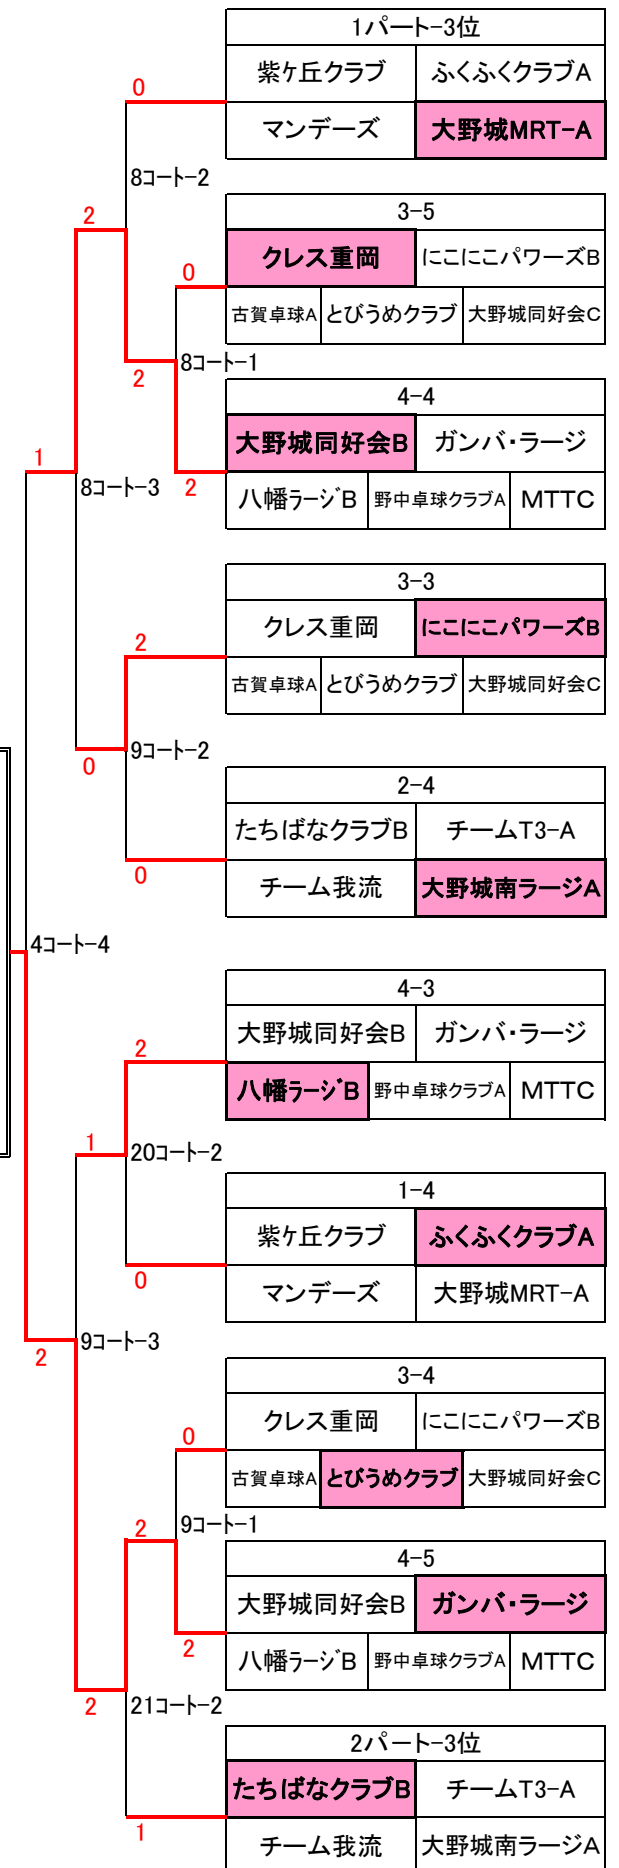 1パート-3位
紫ケ丘クラブ ふくふくクラブA
0
マンデーズ 大野城MRT-A
8コート-2
3-5
2
クレス重岡 にこにこパワーズB
0
古賀卓球A とびうめクラブ 大野城同好会C
8コート-1
2
4-4
大野城同好会B ガンバ・ラージ
1
8コート-3 2
八幡ラージB 野中卓球クラブA MTTC
3-3
クレス重岡 にこにこパワーズB
2
古賀卓球A とびうめクラブ 大野城同好会C
9コート-2
0
2-4
たちばなクラブB チームT3-A
0
チーム我流 大野城南ラージA
4コート-4
4-3
大野城同好会B ガンバ・ラージ
2
八幡ラージB 野中卓球クラブA MTTC
1
20コート-2
1-4
紫ケ丘クラブ ふくふくクラブA
0
マンデーズ 大野城MRT-A
9コート-3
2
3-4
クレス重岡 にこにこパワーズB
0
古賀卓球A とびうめクラブ 大野城同好会C
2
9コート-1
4-5
大野城同好会B ガンバ・ラージ
2
八幡ラージB 野中卓球クラブA MTTC
2
21コート-2
2パート-3位
たちばなクラブB チームT3-A
1
チーム我流 大野城南ラージA